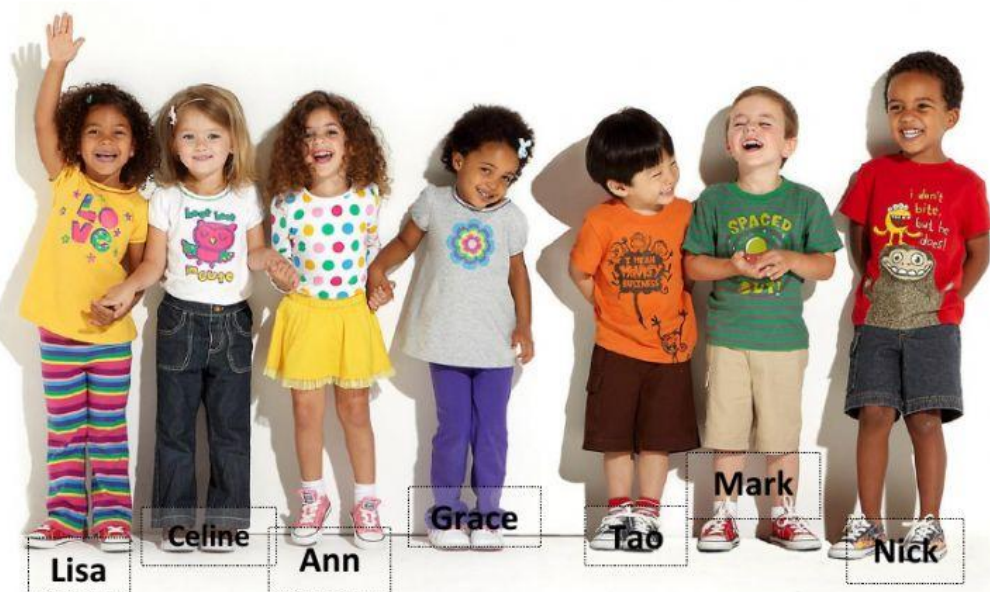 LOVE
i don't
bite,
but he
does!
SPACED
OUT!
I MEAN
MONKEY
BUSINESS
Mark
Grace
Celine
Tao
Ann
Nick
Lisa